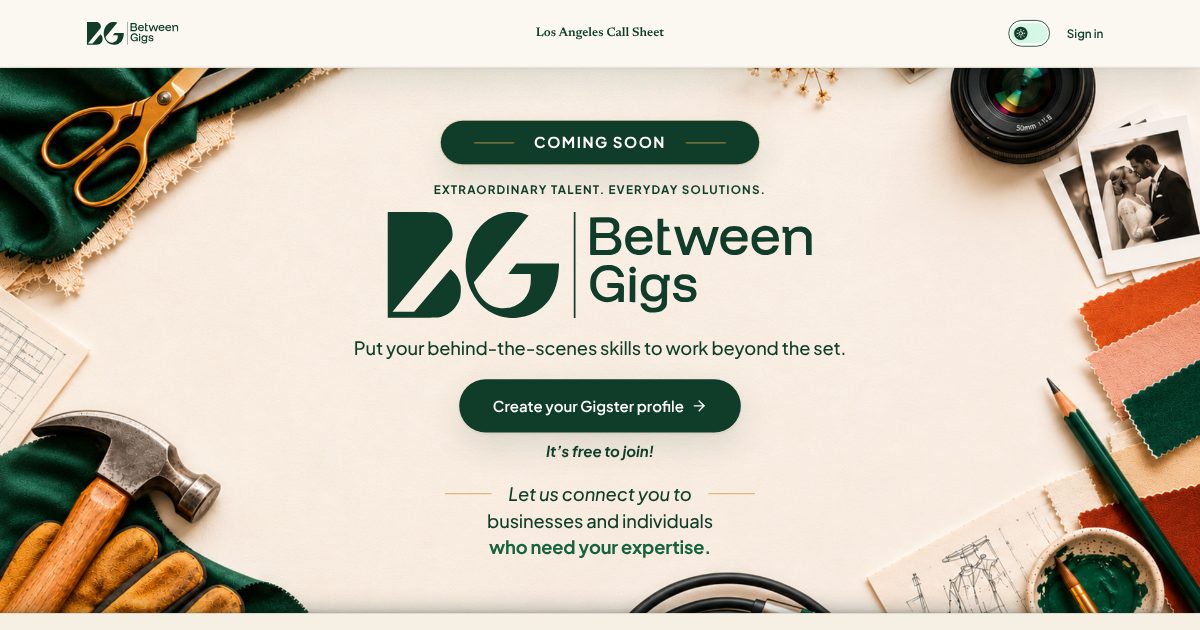 BG Between
Gigs
Los Angeles Call Sheet
Sign in
COMING SOON
EXTRAORDINARY TALENT. EVERYDAY SOLUTIONS.
BG Between
Gigs
Put your behind-the-scenes skills to work beyond the set.
Create your Gigster profile →
It's free to join!
Let us connect you to
businesses and individuals
who need your expertise.